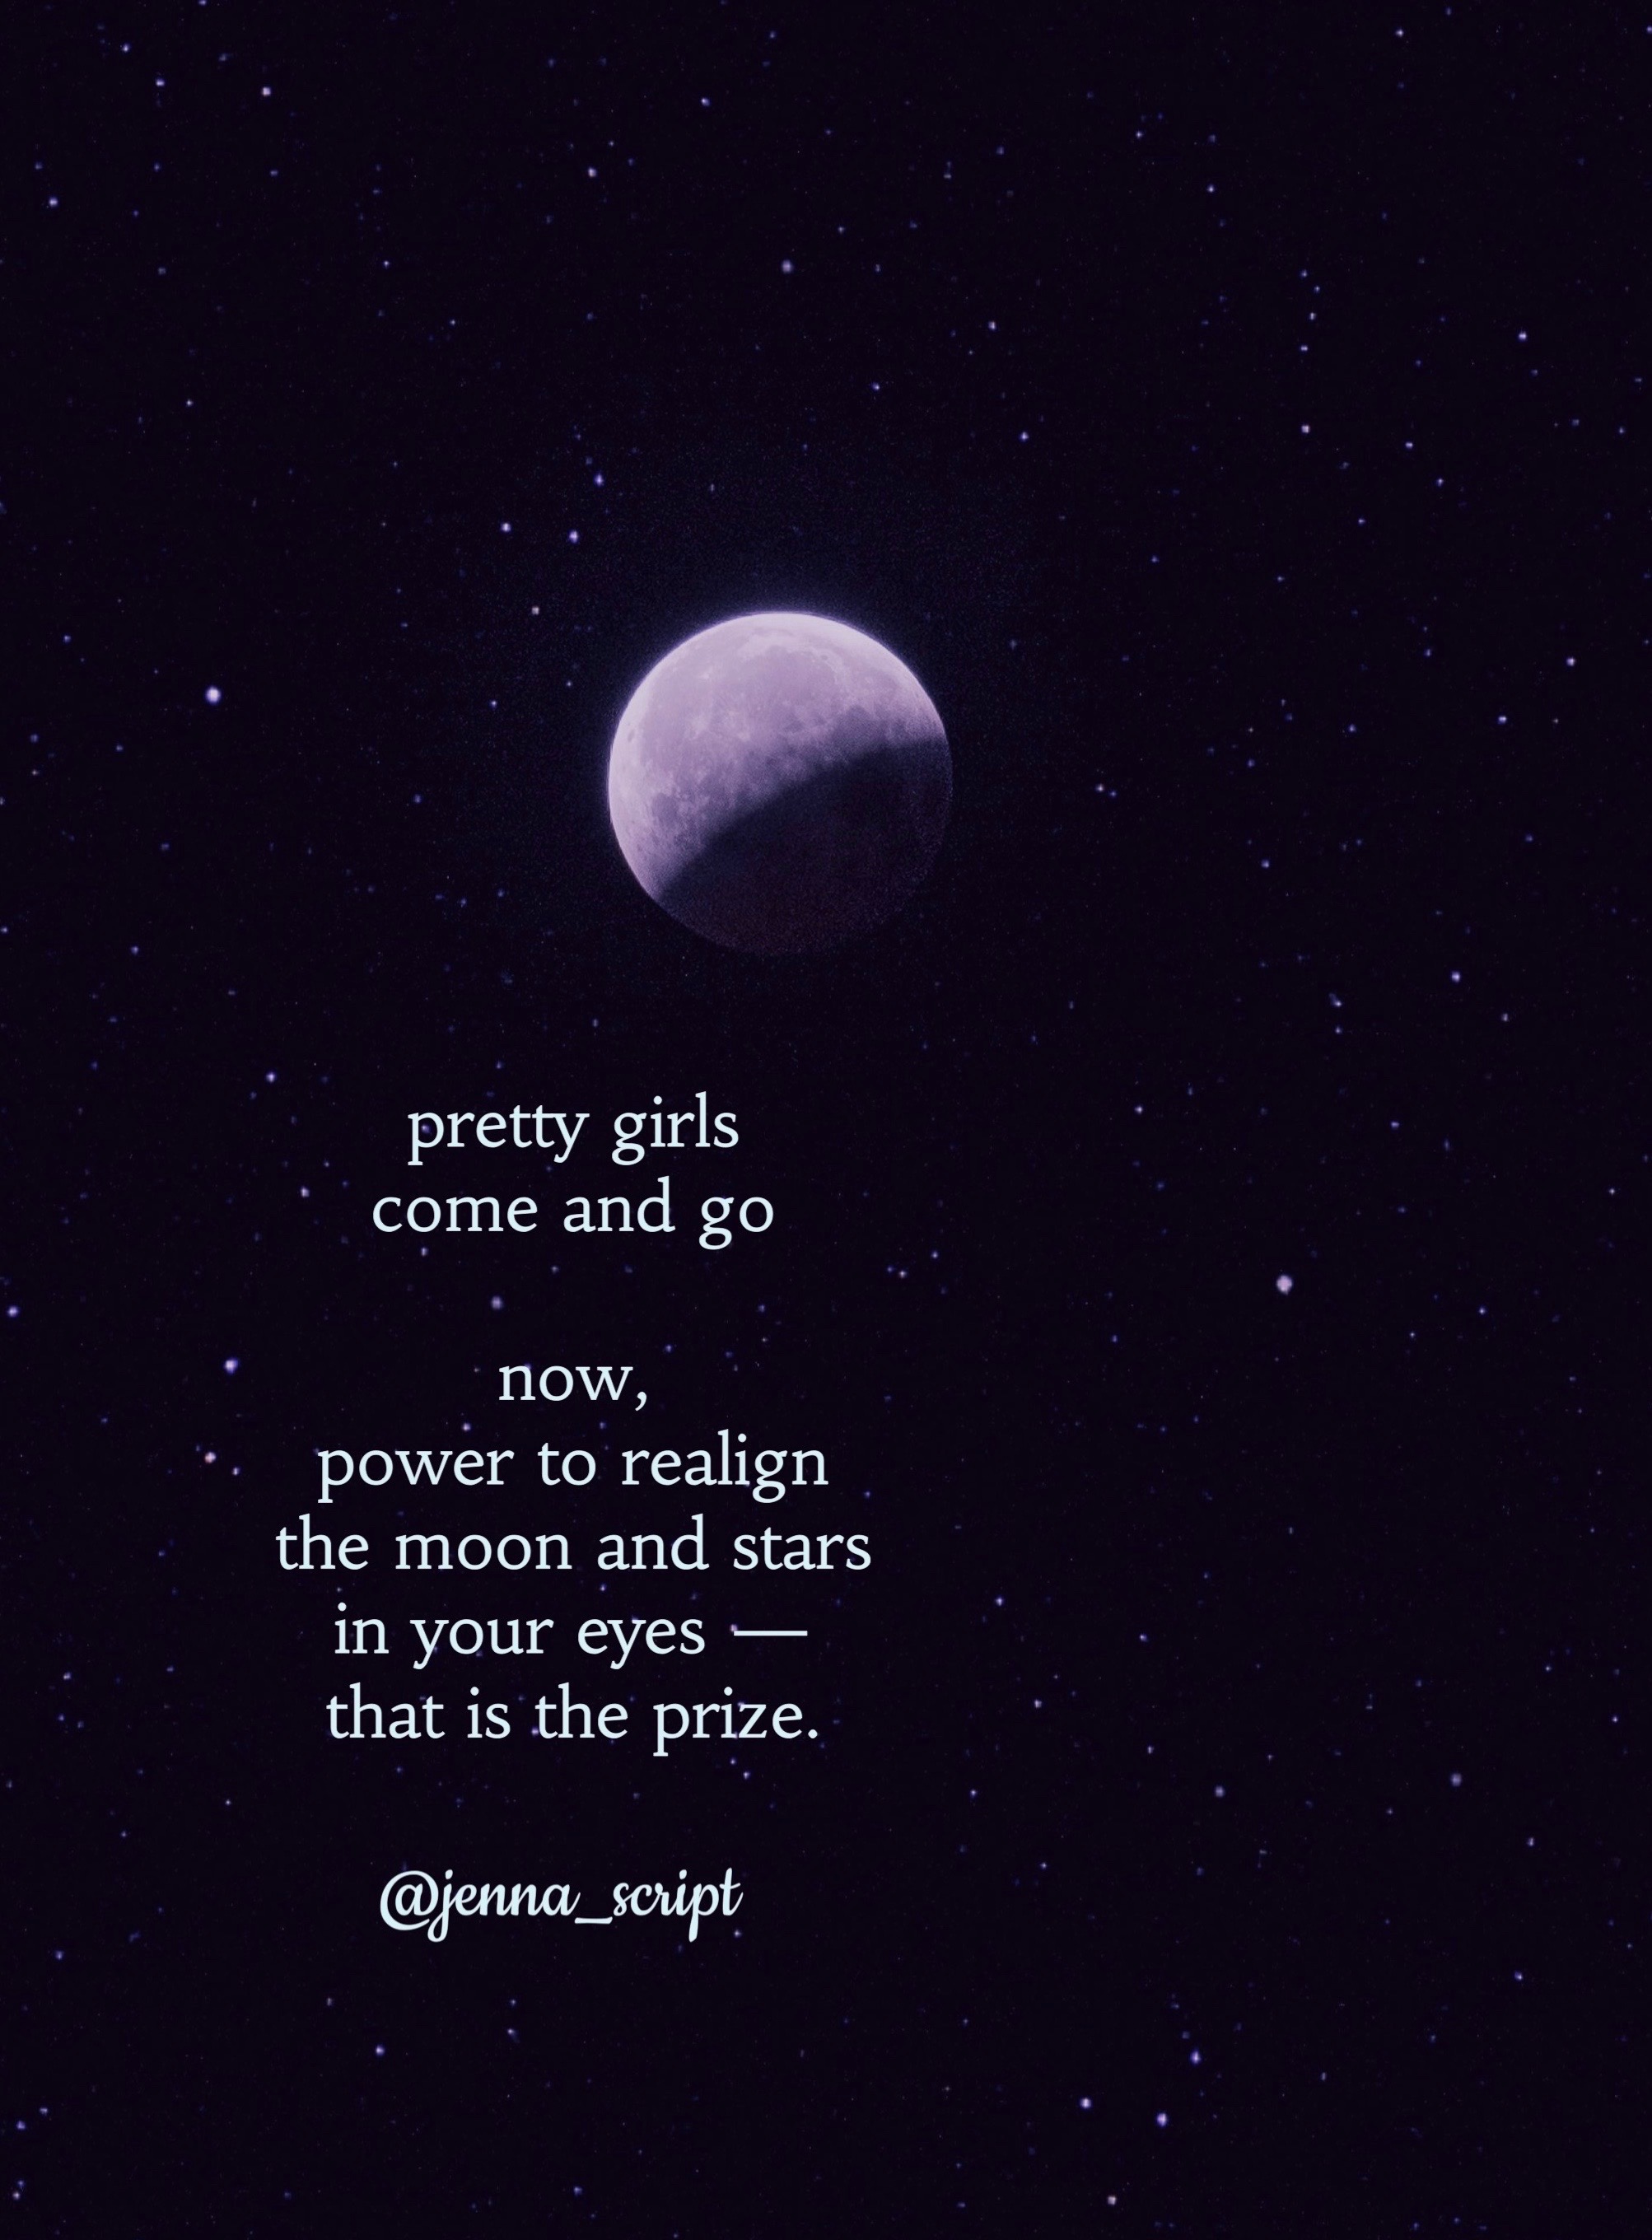 pretty girls
come and go
now,
power to realign
the moon and stars
in your eyes —
that is the prize.
@jenna_script